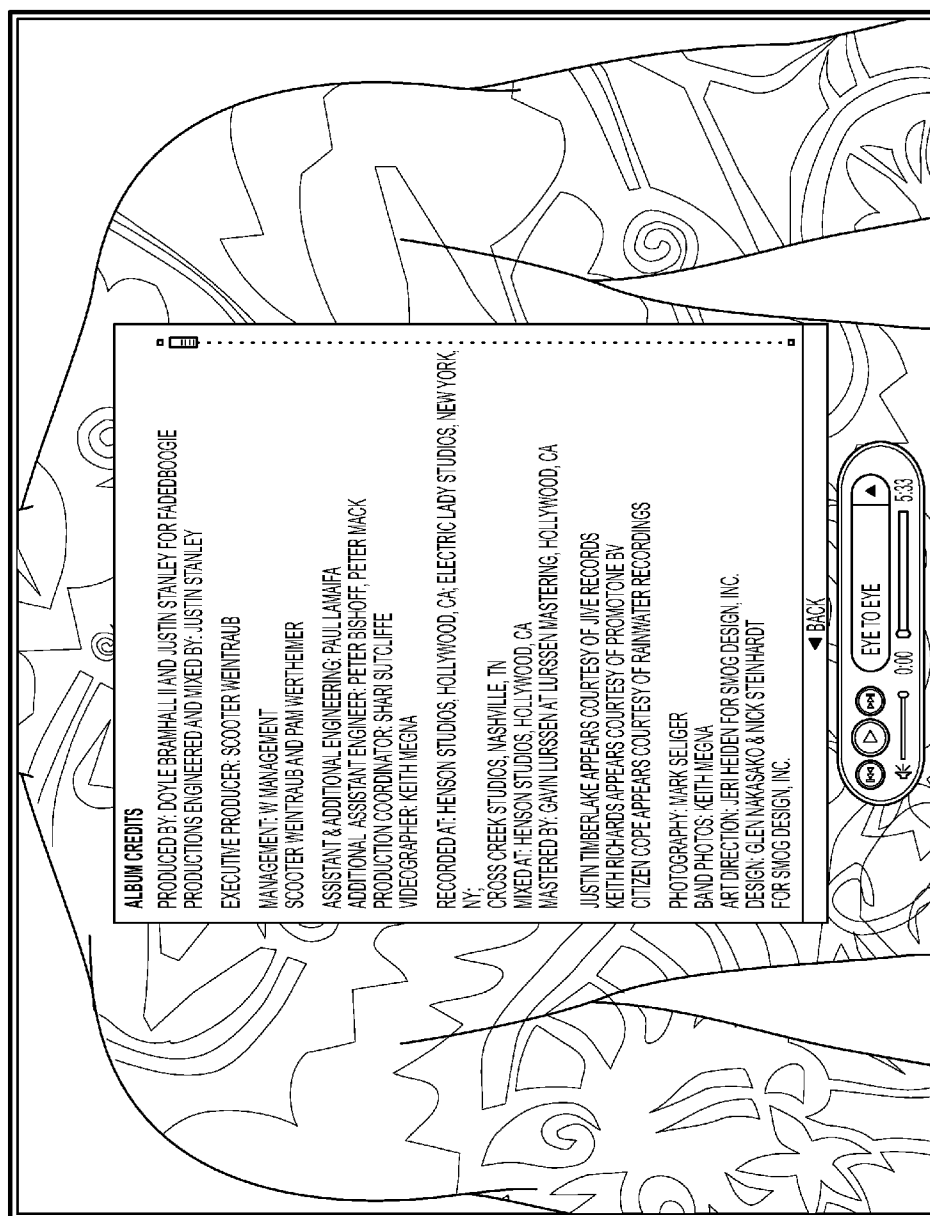 ALBUM CREDITS
PRODUCED BY: DOYLE BRAMHALL II AND JUSTIN STANLEY FOR FADEDBOOGIE
PRODUCTIONS ENGINEERED AND MIXED BY: JUSTIN STANLEY
EXECUTIVE PRODUCER: SCOOTER WEINTRAUB
MANAGEMENT: W MANAGEMENT
SCOOTER WEINTRAUB AND PAM WERTHEIMER
ASSISTANT & ADDITIONAL ENGINEERING: PAUL LAMAIFA
ADDITIONAL ASSISTANT ENGINEER: PETER BISHOFF, PETER MACK
PRODUCTION COORDINATOR: SHARI SUTCLIFFE
VIDEOGRAPHER: KEITH MEGNA
RECORDED AT: HENSON STUDIOS, HOLLYWOOD, CA; ELECTRIC LADY STUDIOS, NEW YORK,
NY;
CROSS CREEK STUDIOS, NASHVILLE, TN
MIXED AT: HENSON STUDIOS, HOLLYWOOD, CA
MASTERED BY: GAVIN LURSSEN AT LURSSEN MASTERING, HOLLYWOOD, CA
JUSTIN TIMBERLAKE APPEARS COURTESY OF JIVE RECORDS
KEITH RICHARDS APPEARS COURTESY OF PROMOTONE BV
CITIZEN COPE APPEARS COURTESY OF RAINWATER RECORDINGS
PHOTOGRAPHY: MARK SELIGER
BAND PHOTOS: KEITH MEGNA
ART DIRECTION: JERI HEIDEN FOR SMOG DESIGN, INC.
DESIGN: GLEN NAKASAKO & NICK STEINHARDT
FOR SMOG DESIGN, INC.
◀ BACK
EYE TO EYE
0:00 5:33